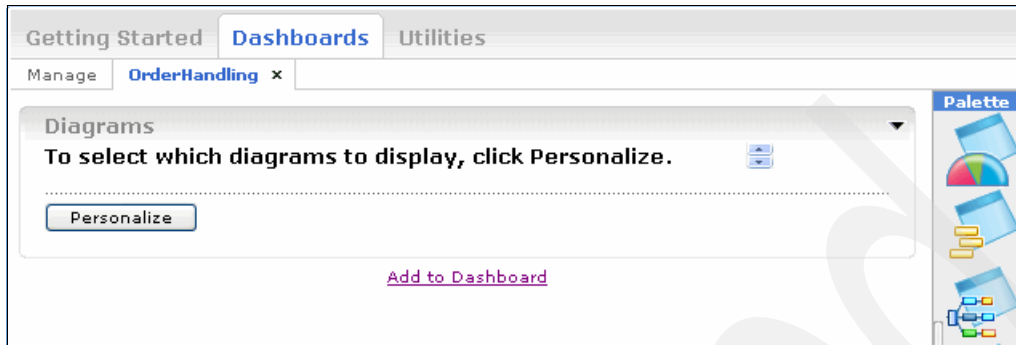 Getting Started Dashboards Utilities
Manage OrderHandling x
Palette
Diagrams
To select which diagrams to display, click Personalize.
Personalize
Add to Dashboard